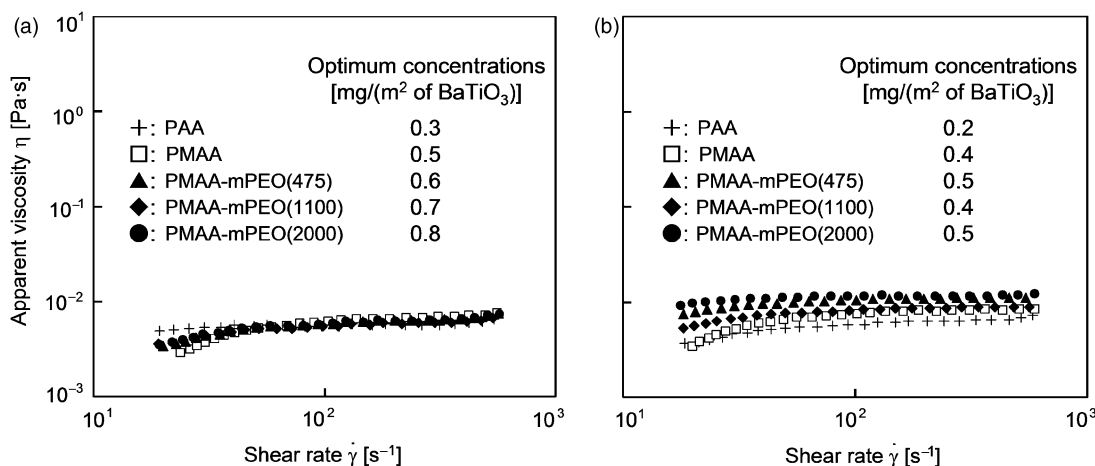 (a)
Apparent viscosity η [Pa·s]
10¹
10⁰
10⁻¹
10⁻²
10⁻³
Optimum concentrations
[mg/(m² of BaTiO₃)]
+: PAA 0.3
□: PMAA 0.5
▲: PMAA-mPEO(475) 0.6
◆: PMAA-mPEO(1100) 0.7
●: PMAA-mPEO(2000) 0.8
10¹ 10² 10³
Shear rate γ̇ [s⁻¹]
(b)
Optimum concentrations
[mg/(m² of BaTiO₃)]
+: PAA 0.2
□: PMAA 0.4
▲: PMAA-mPEO(475) 0.5
◆: PMAA-mPEO(1100) 0.4
●: PMAA-mPEO(2000) 0.5
10¹ 10² 10³
Shear rate γ̇ [s⁻¹]